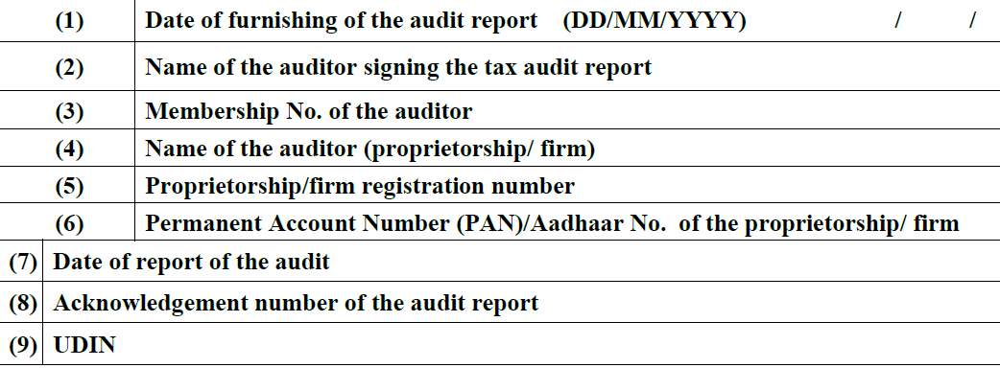 (1) Date of furnishing of the audit report (DD/MM/YYYY) / /
(2) Name of the auditor signing the tax audit report
(3) Membership No. of the auditor
(4) Name of the auditor (proprietorship/ firm)
(5) Proprietorship/firm registration number
(6) Permanent Account Number (PAN)/Aadhaar No. of the proprietorship/ firm
(7) Date of report of the audit
(8) Acknowledgement number of the audit report
(9) UDIN